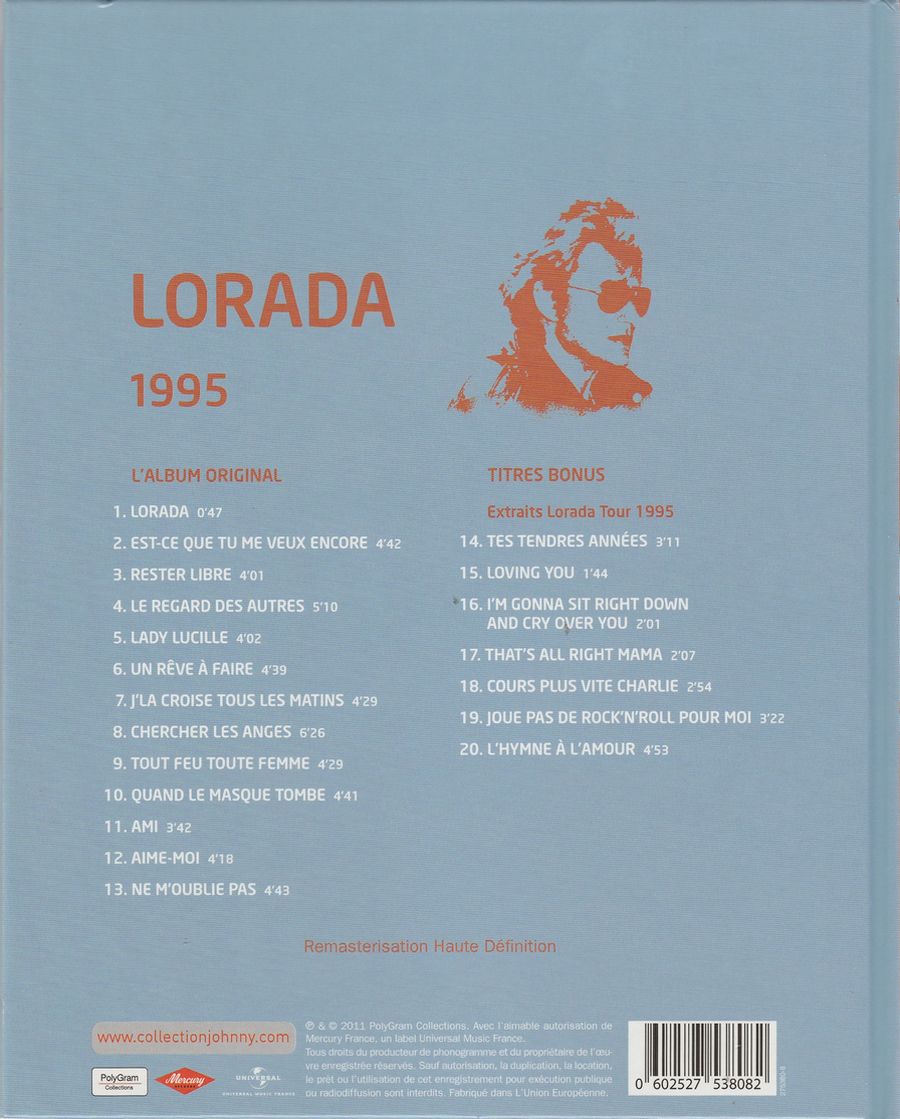 LORADA
1995
L'ALBUM ORIGINAL
1. LORADA 0'47
2. EST-CE QUE TU ME VEUX ENCORE 4'42
3. RESTER LIBRE 4'01
4. LE REGARD DES AUTRES 5'10
5. LADY LUCILLE 4'02
6. UN RÊVE À FAIRE 4'39
7. J'LA CROISE TOUS LES MATINS 4'29
8. CHERCHER LES ANGES 6'26
9. TOUT FEU TOUTE FEMME 4'29
10. QUAND LE MASQUE TOMBE 4'41
11. AMI 3'42
12. AIME-MOI 4'18
13. NE M'OUBLIE PAS 4'43
TITRES BONUS
Extraits Lorada Tour 1995
14. TES TENDRES ANNÉES 3'11
15. LOVING YOU 1'44
16. I'M GONNA SIT RIGHT DOWN
AND CRY OVER YOU 2'01
17. THAT'S ALL RIGHT MAMA 2'07
18. COURS PLUS VITE CHARLIE 2'54
19. JOUE PAS DE ROCK'N'ROLL POUR MOI 3'22
20. L'HYMNE À L'AMOUR 4'53
Remasterisation Haute Définition
www.collectionjohnny.com
PolyGram
Collections
Mercury
RECORDS
UNIVERSAL
UNIVERSAL MUSIC FRANCE
℗ & © 2011 PolyGram Collections. Avec l'aimable autorisation de
Mercury France, un label Universal Music France.
Tous droits du producteur de phonogramme et du propriétaire de l'œu-
vre enregistrée réservés. Sauf autorisation, la duplication, la location,
le prêt ou l'utilisation de cet enregistrement pour exécution publique
ou radiodiffusion sont interdits. Fabriqué dans L'Union Européenne.
0 602527 538082